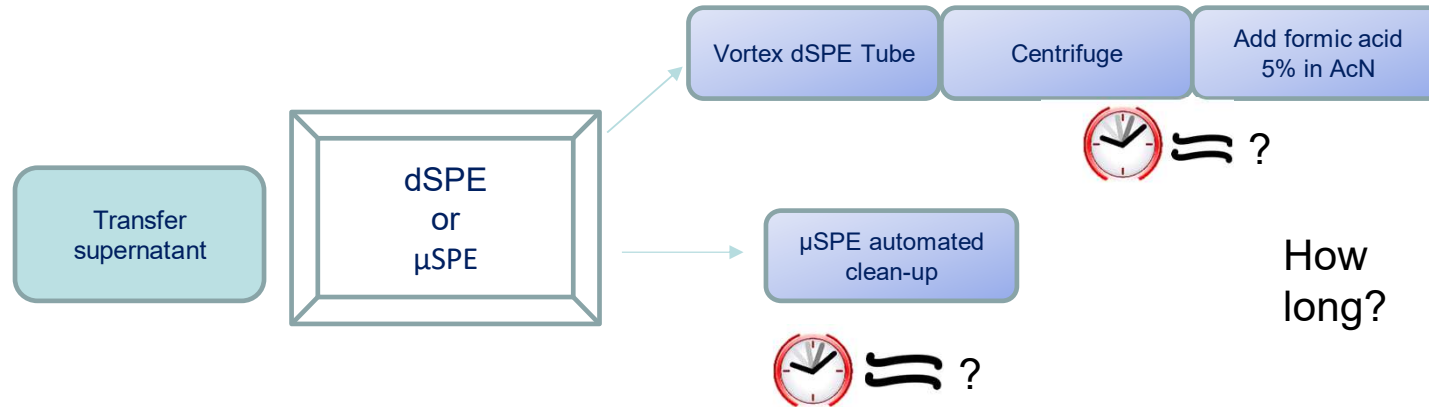 Transfer
supernatant
dSPE
or
µSPE
Vortex dSPE Tube
Centrifuge
Add formic acid
5% in AcN
?
µSPE automated
clean-up
?
How
long?